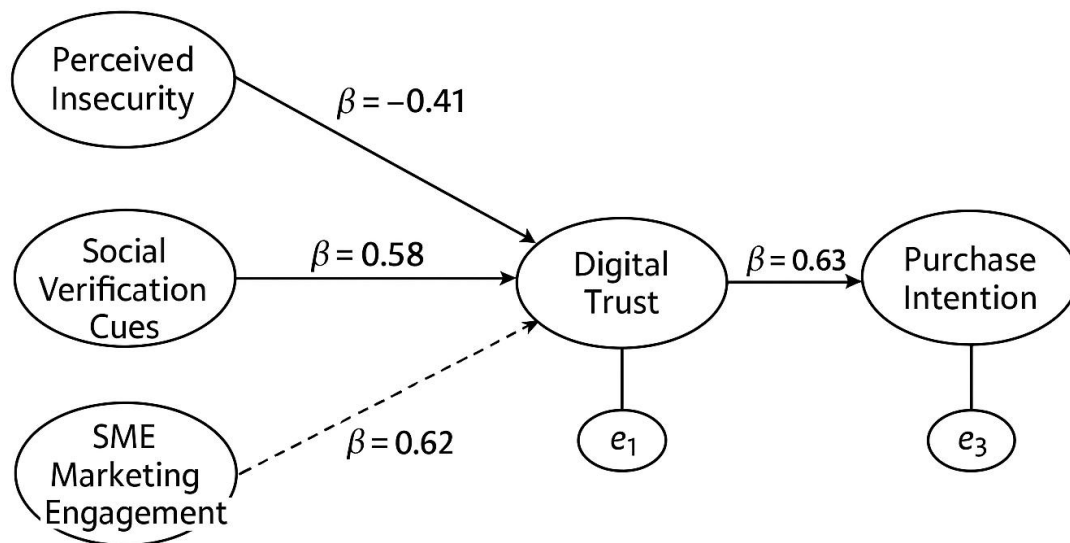 Perceived
Insecurity
β = −0.41
Social
Verification
Cues
β = 0.58
Digital
Trust
β = 0.63
Purchase
Intention
SME
Marketing
Engagement
β = 0.62
e₁
e₃